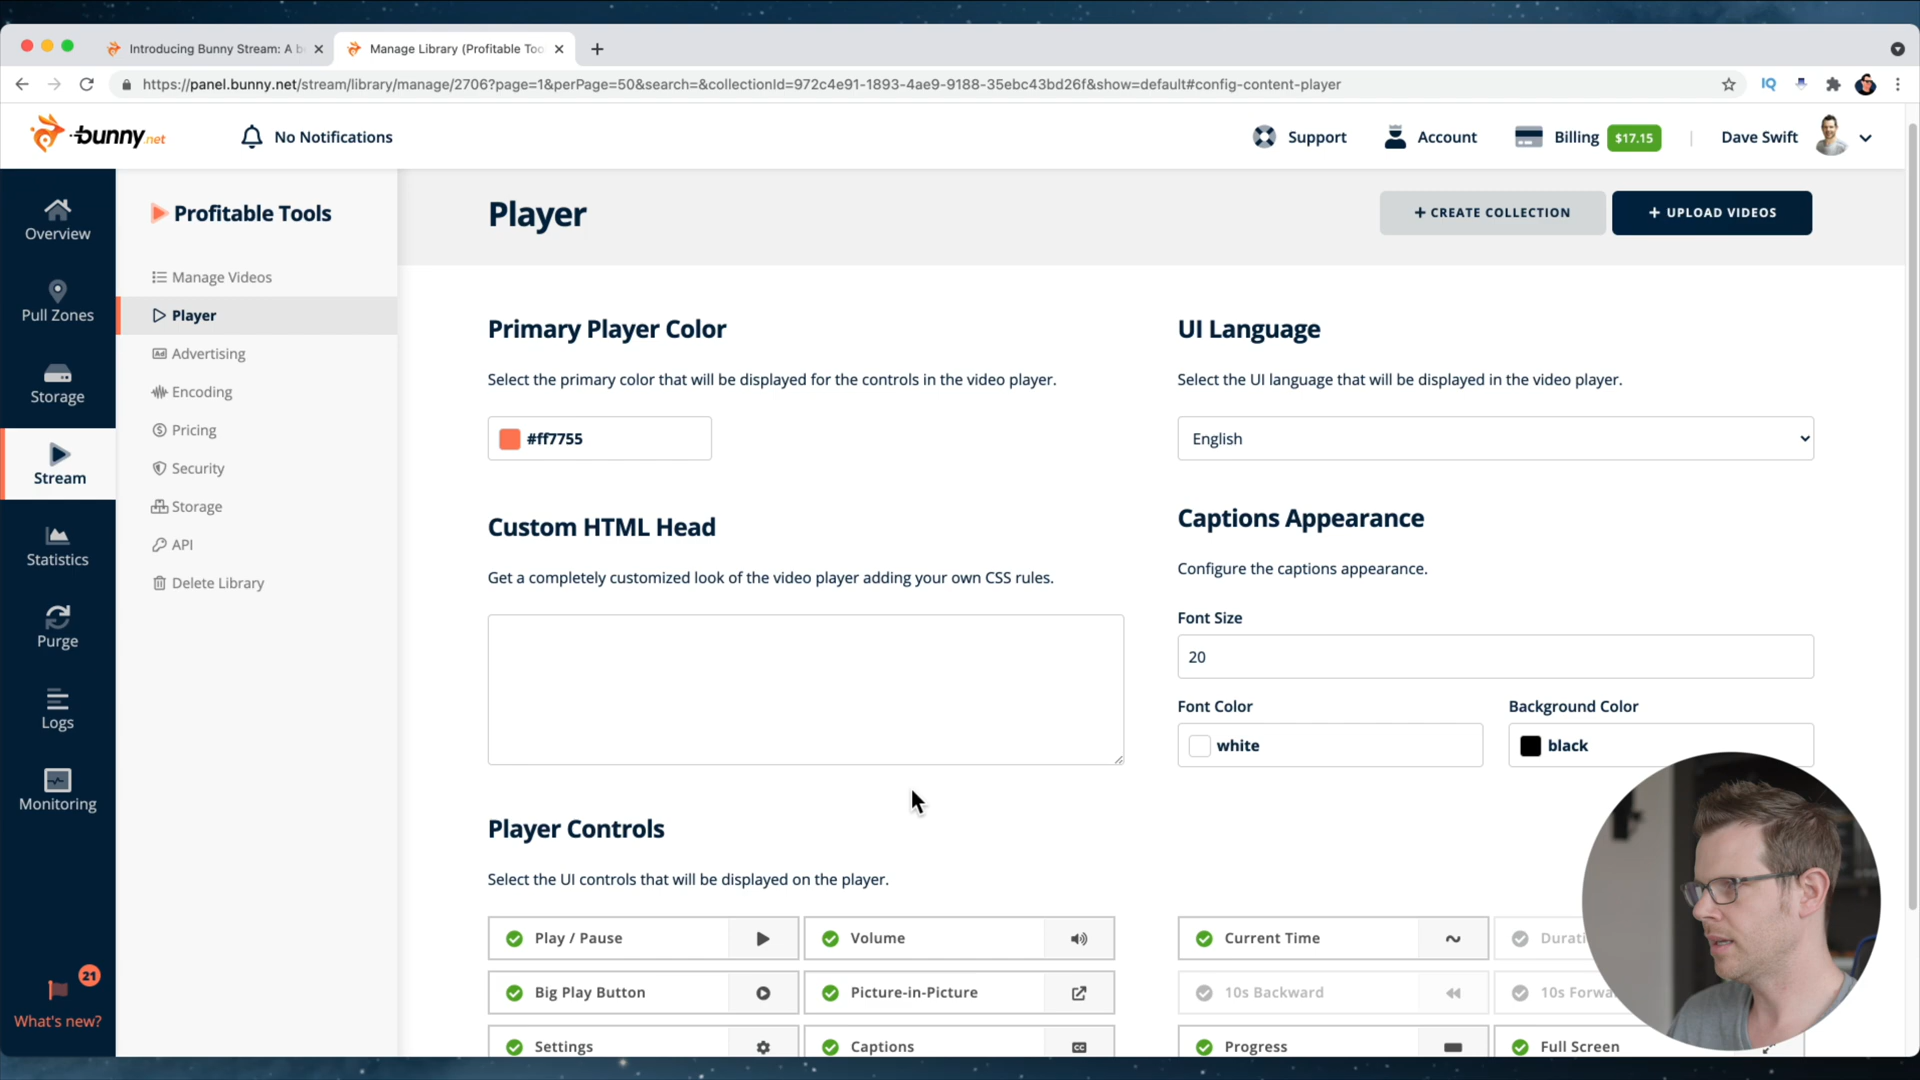 Introducing Bunny Stream: A b
Manage Library (Profitable Too
https://panel.bunny.net/stream/library/manage/2706?page=1&perPage=50&search=&collectionId=972c4e91-1893-4ae9-9188-35ebc43bd26f&show=default#config-content-player
IQ
bunny.net
No Notifications
Support
Account
Billing
$17.15
Dave Swift
Overview
Pull Zones
Storage
Stream
Statistics
Purge
Logs
Monitoring
21
What's new?
Profitable Tools
Manage Videos
Player
Advertising
Encoding
Pricing
Security
Storage
API
Delete Library
Player
+ CREATE COLLECTION
+ UPLOAD VIDEOS
Primary Player Color
Select the primary color that will be displayed for the controls in the video player.
#ff7755
UI Language
Select the UI language that will be displayed in the video player.
English
Custom HTML Head
Get a completely customized look of the video player adding your own CSS rules.
Captions Appearance
Configure the captions appearance.
Font Size
20
Font Color
Background Color
white
black
Player Controls
Select the UI controls that will be displayed on the player.
Play / Pause
Volume
Current Time
Durati
Big Play Button
Picture-in-Picture
10s Backward
10s Forwa
Settings
Captions
CC
Progress
Full Screen